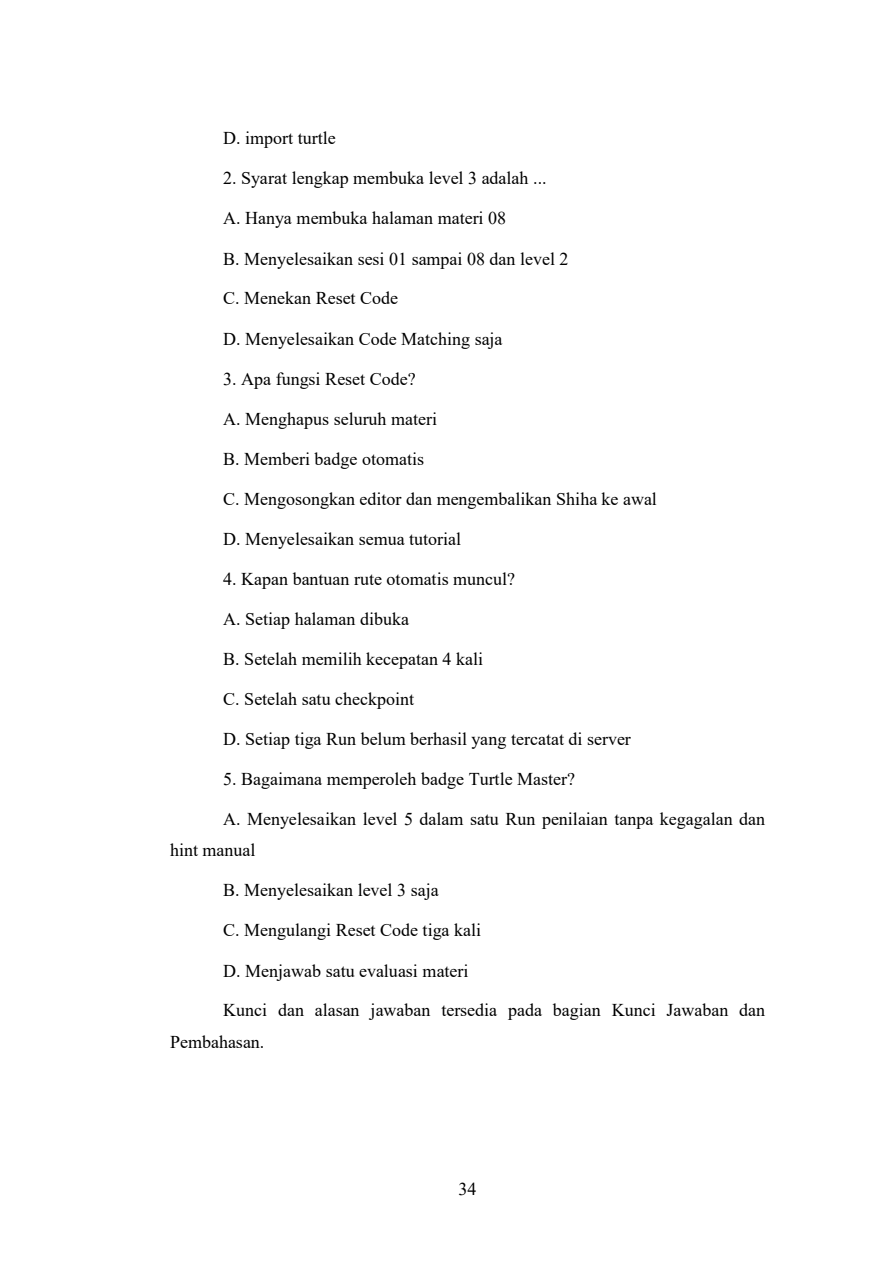 D. import turtle
2. Syarat lengkap membuka level 3 adalah ...
A. Hanya membuka halaman materi 08
B. Menyelesaikan sesi 01 sampai 08 dan level 2
C. Menekan Reset Code
D. Menyelesaikan Code Matching saja
3. Apa fungsi Reset Code?
A. Menghapus seluruh materi
B. Memberi badge otomatis
C. Mengosongkan editor dan mengembalikan Shiha ke awal
D. Menyelesaikan semua tutorial
4. Kapan bantuan rute otomatis muncul?
A. Setiap halaman dibuka
B. Setelah memilih kecepatan 4 kali
C. Setelah satu checkpoint
D. Setiap tiga Run belum berhasil yang tercatat di server
5. Bagaimana memperoleh badge Turtle Master?
A. Menyelesaikan level 5 dalam satu Run penilaian tanpa kegagalan dan
hint manual
B. Menyelesaikan level 3 saja
C. Mengulangi Reset Code tiga kali
D. Menjawab satu evaluasi materi
Kunci dan alasan jawaban tersedia pada bagian Kunci Jawaban dan
Pembahasan.
34